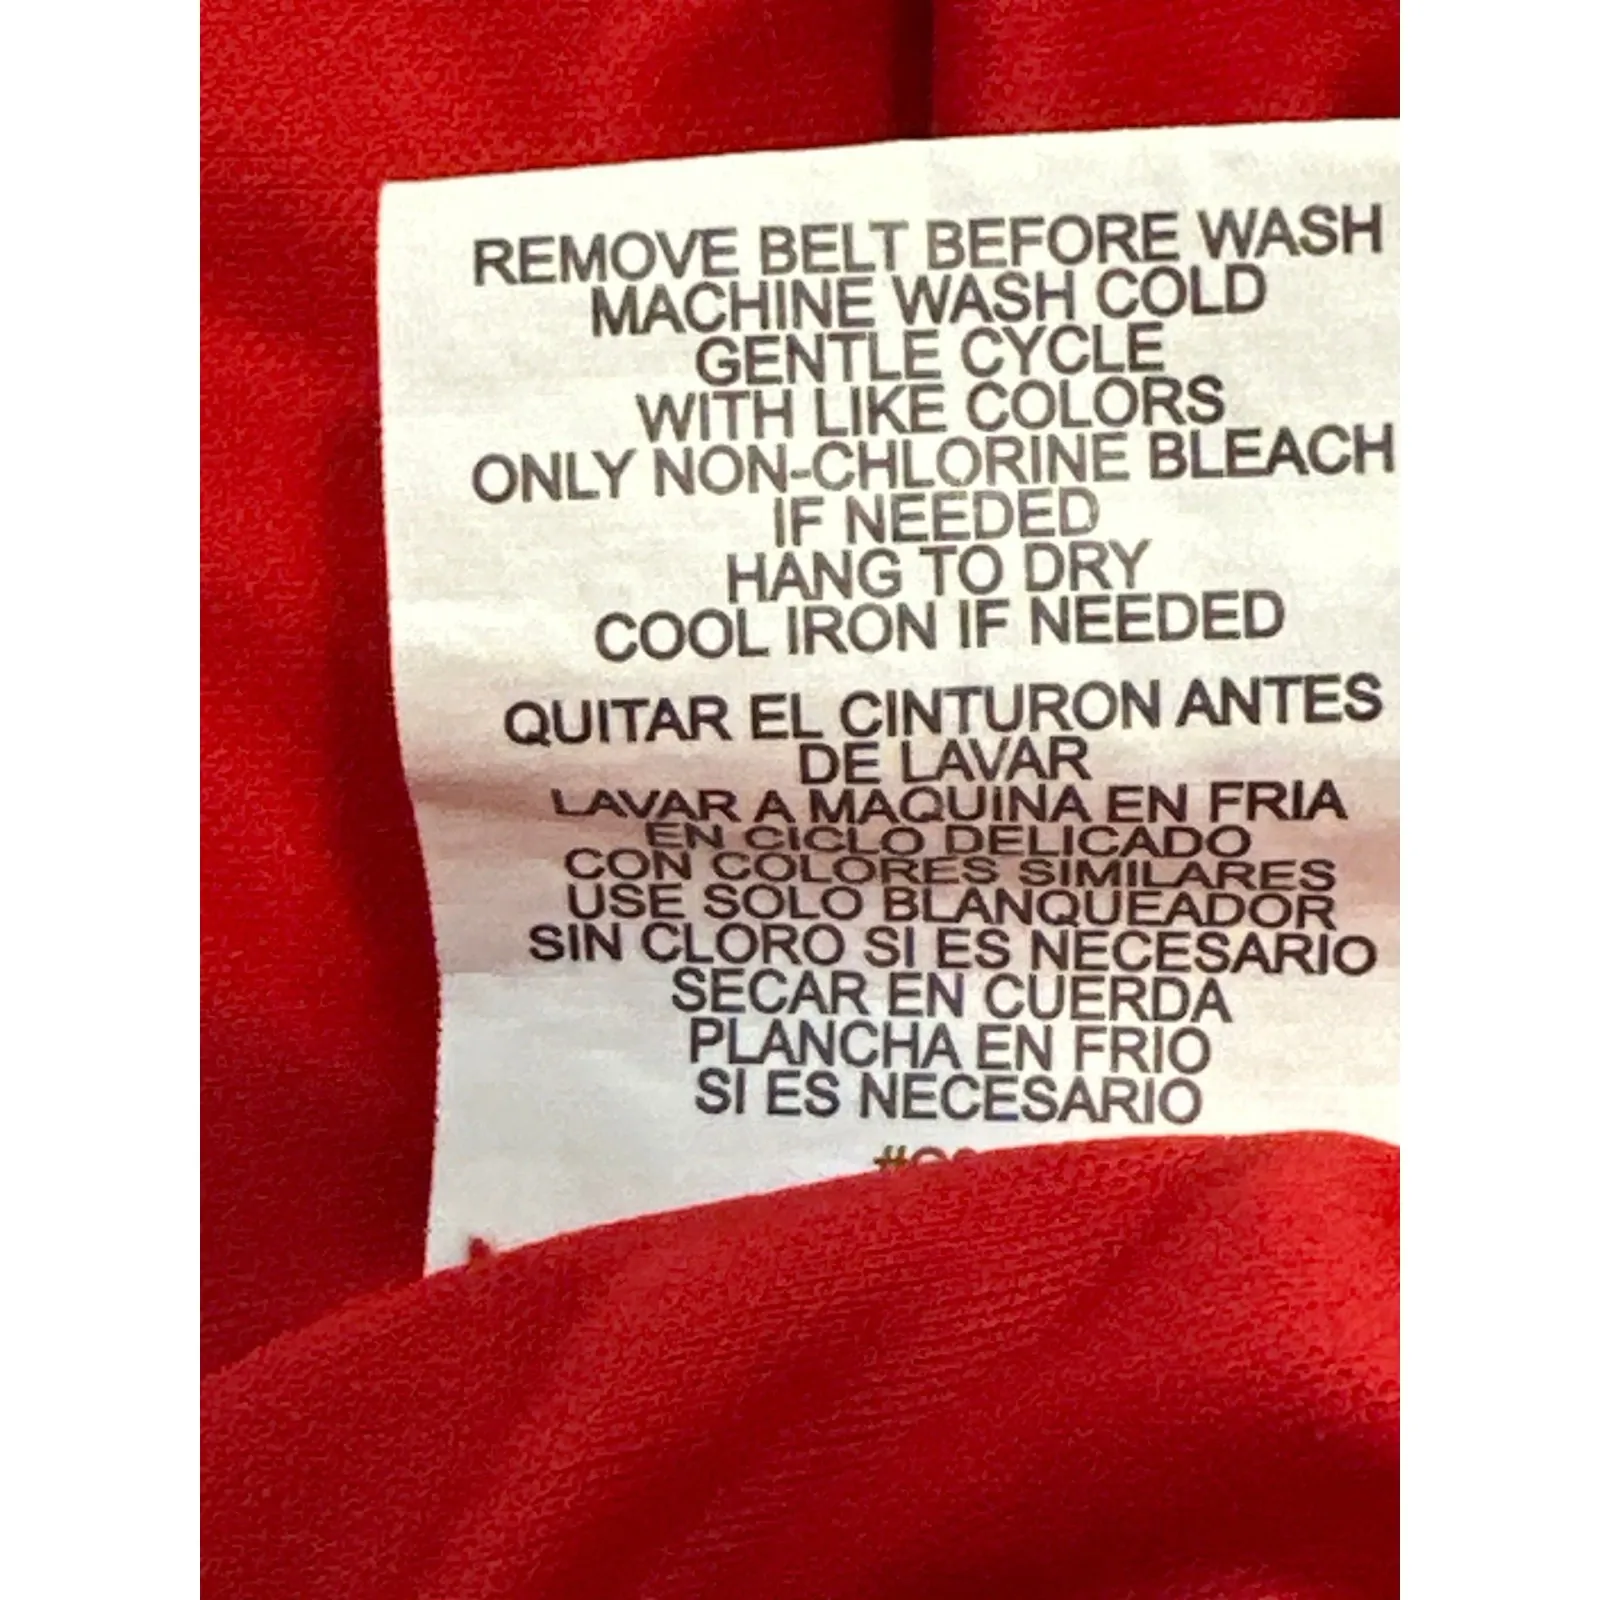 REMOVE BELT BEFORE WASH
MACHINE WASH COLD
GENTLE CYCLE
WITH LIKE COLORS
ONLY NON-CHLORINE BLEACH
IF NEEDED
HANG TO DRY
COOL IRON IF NEEDED
QUITAR EL CINTURON ANTES
DE LAVAR
LAVAR A MAQUINA EN FRIA
EN CICLO DELICADO
CON COLORES SIMILARES
USE SOLO BLANQUEADOR
SIN CLORO SI ES NECESARIO
SECAR EN CUERDA
PLANCHA EN FRIO
SI ES NECESARIO